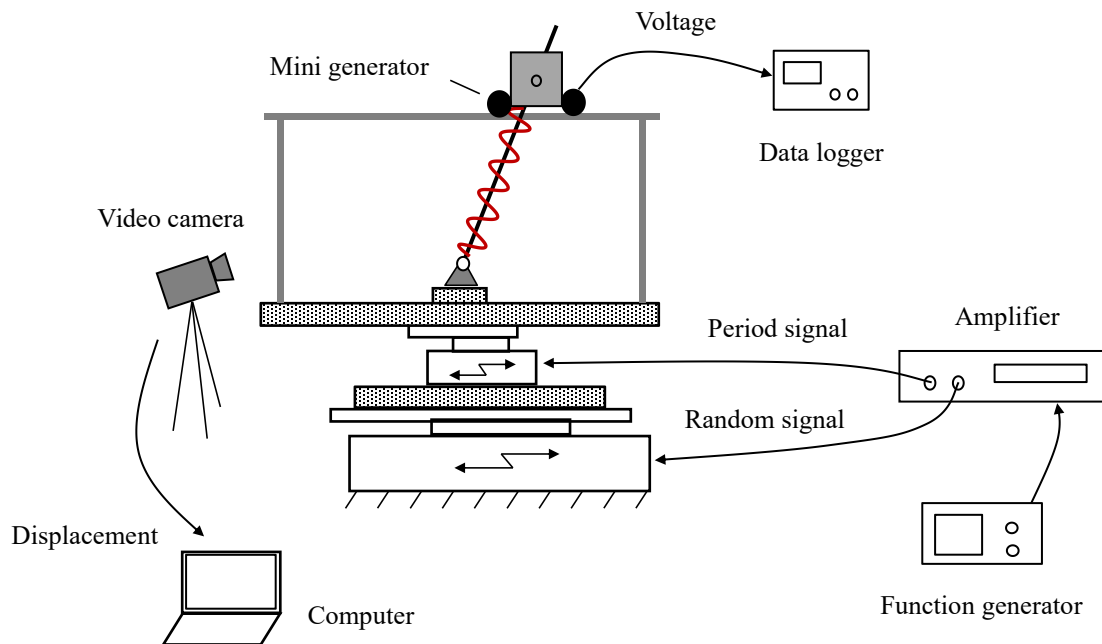 Voltage
Mini generator
Data logger
Video camera
Period signal
Amplifier
Random signal
Displacement
Computer
Function generator